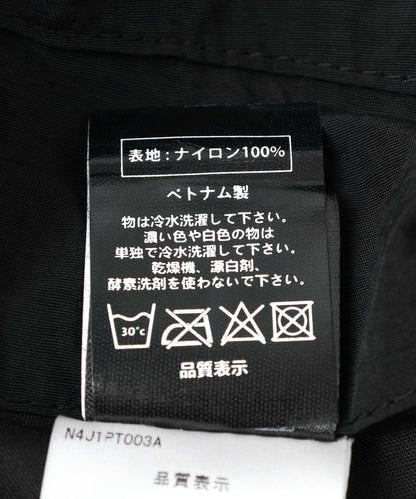 表地 : ナイロン100%
ベトナム製
物は冷水洗濯して下さい。
濃い色や白色の物は
単独で冷水洗濯して下さい。
乾燥機、漂白剤、
酵素洗剤を使わないで下さい。
30°c
品質表示
N4J1PT003A
品質表示